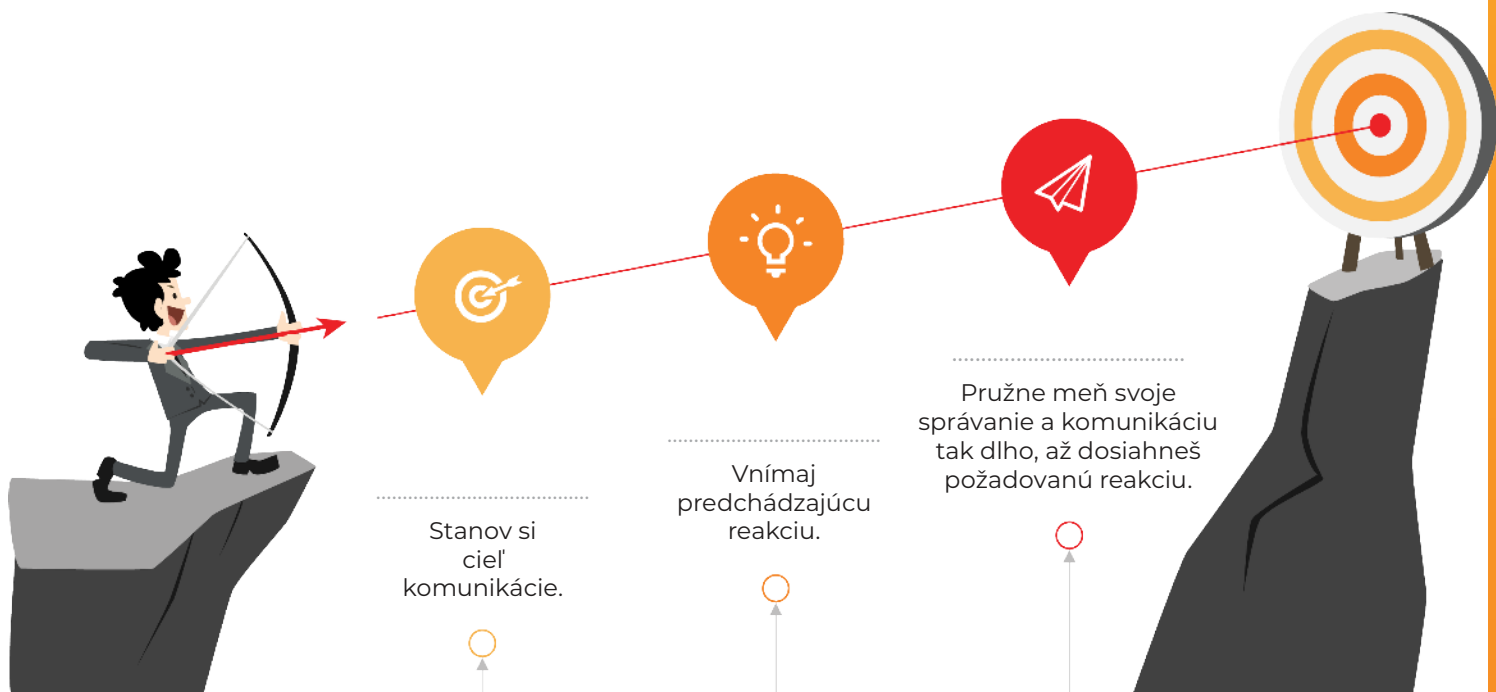 Stanov si
cieľ
komunikácie.
Vnímaj
predchádzajúcu
reakciu.
Pružne meň svoje
správanie a komunikáciu
tak dlho, až dosiahneš
požadovanú reakciu.